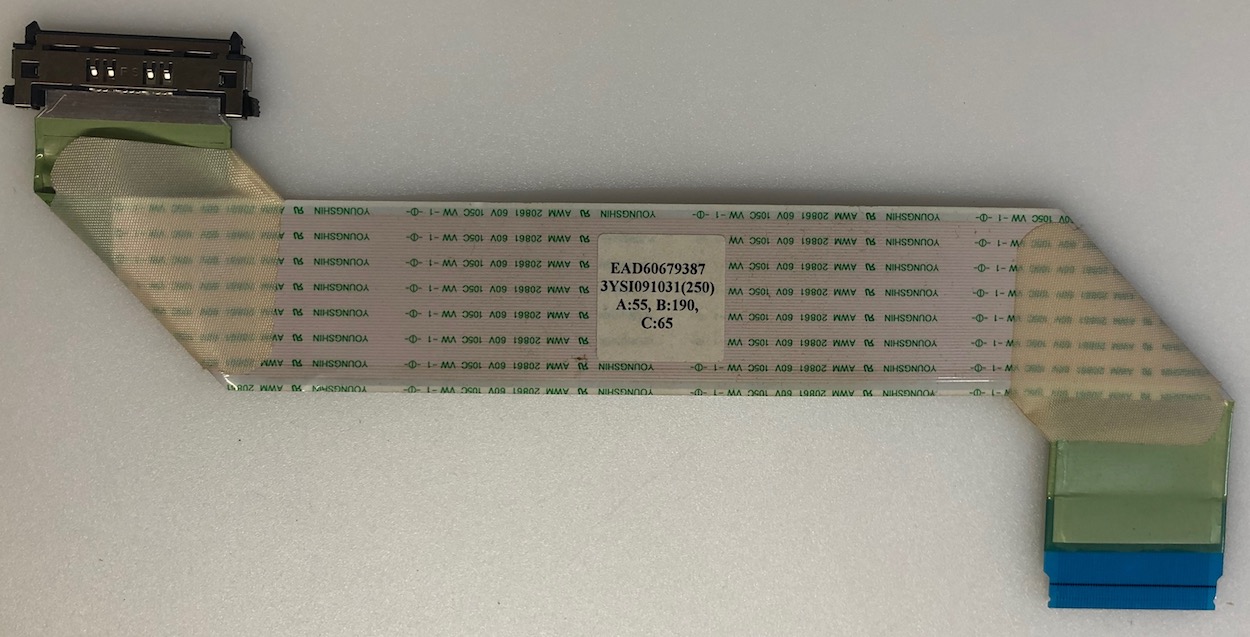 EAD60679387
3YSI091031(250)
A:55, B:190,
C:65
AWM 20861 60V 105C VW-1 YOUNGSHIN